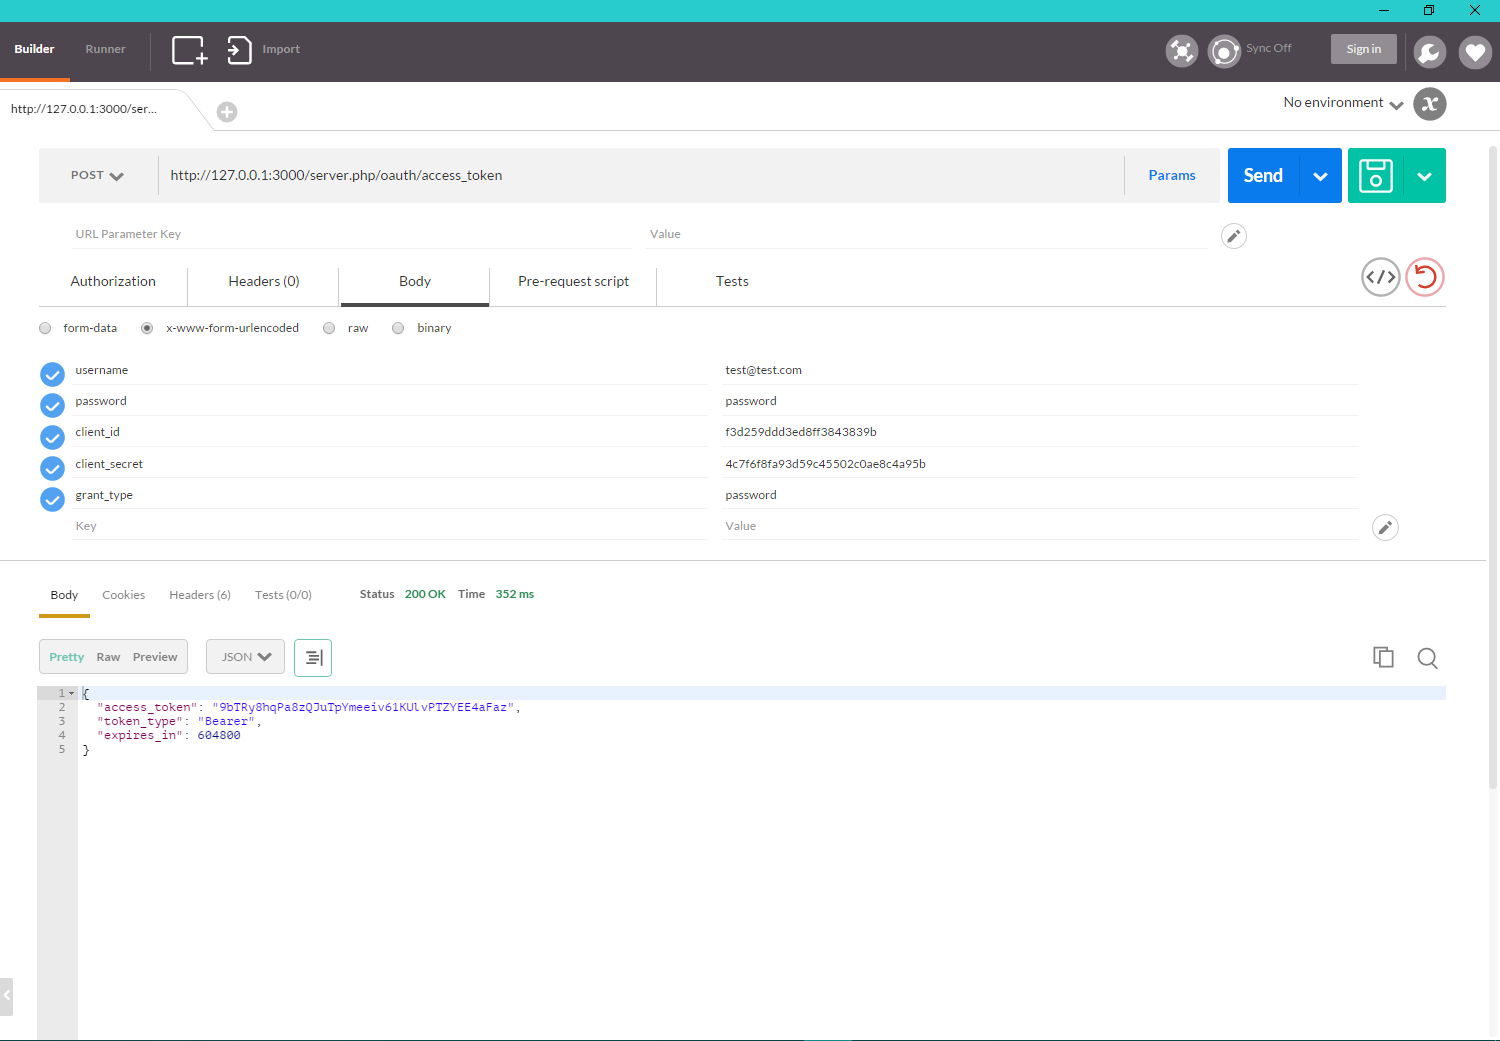 Builder Runner Import Sync Off Sign in
http://127.0.0.1:3000/ser... No environment
POST http://127.0.0.1:3000/server.php/oauth/access_token Params Send
URL Parameter Key Value
Authorization Headers (0) Body Pre-request script Tests
form-data x-www-form-urlencoded raw binary
username test@test.com
password password
client_id f3d259ddd3ed8ff3843839b
client_secret 4c7f6f8fa93d59c45502c0ae8c4a95b
grant_type password
Key Value
Body Cookies Headers (6) Tests (0/0) Status 200 OK Time 352 ms
Pretty Raw Preview JSON
1 {
2 "access_token": "9bTRy8hqPa8zQJuTpYmeeiv61KUlvPTZYEE4aFaz",
3 "token_type": "Bearer",
4 "expires_in": 604800
5 }